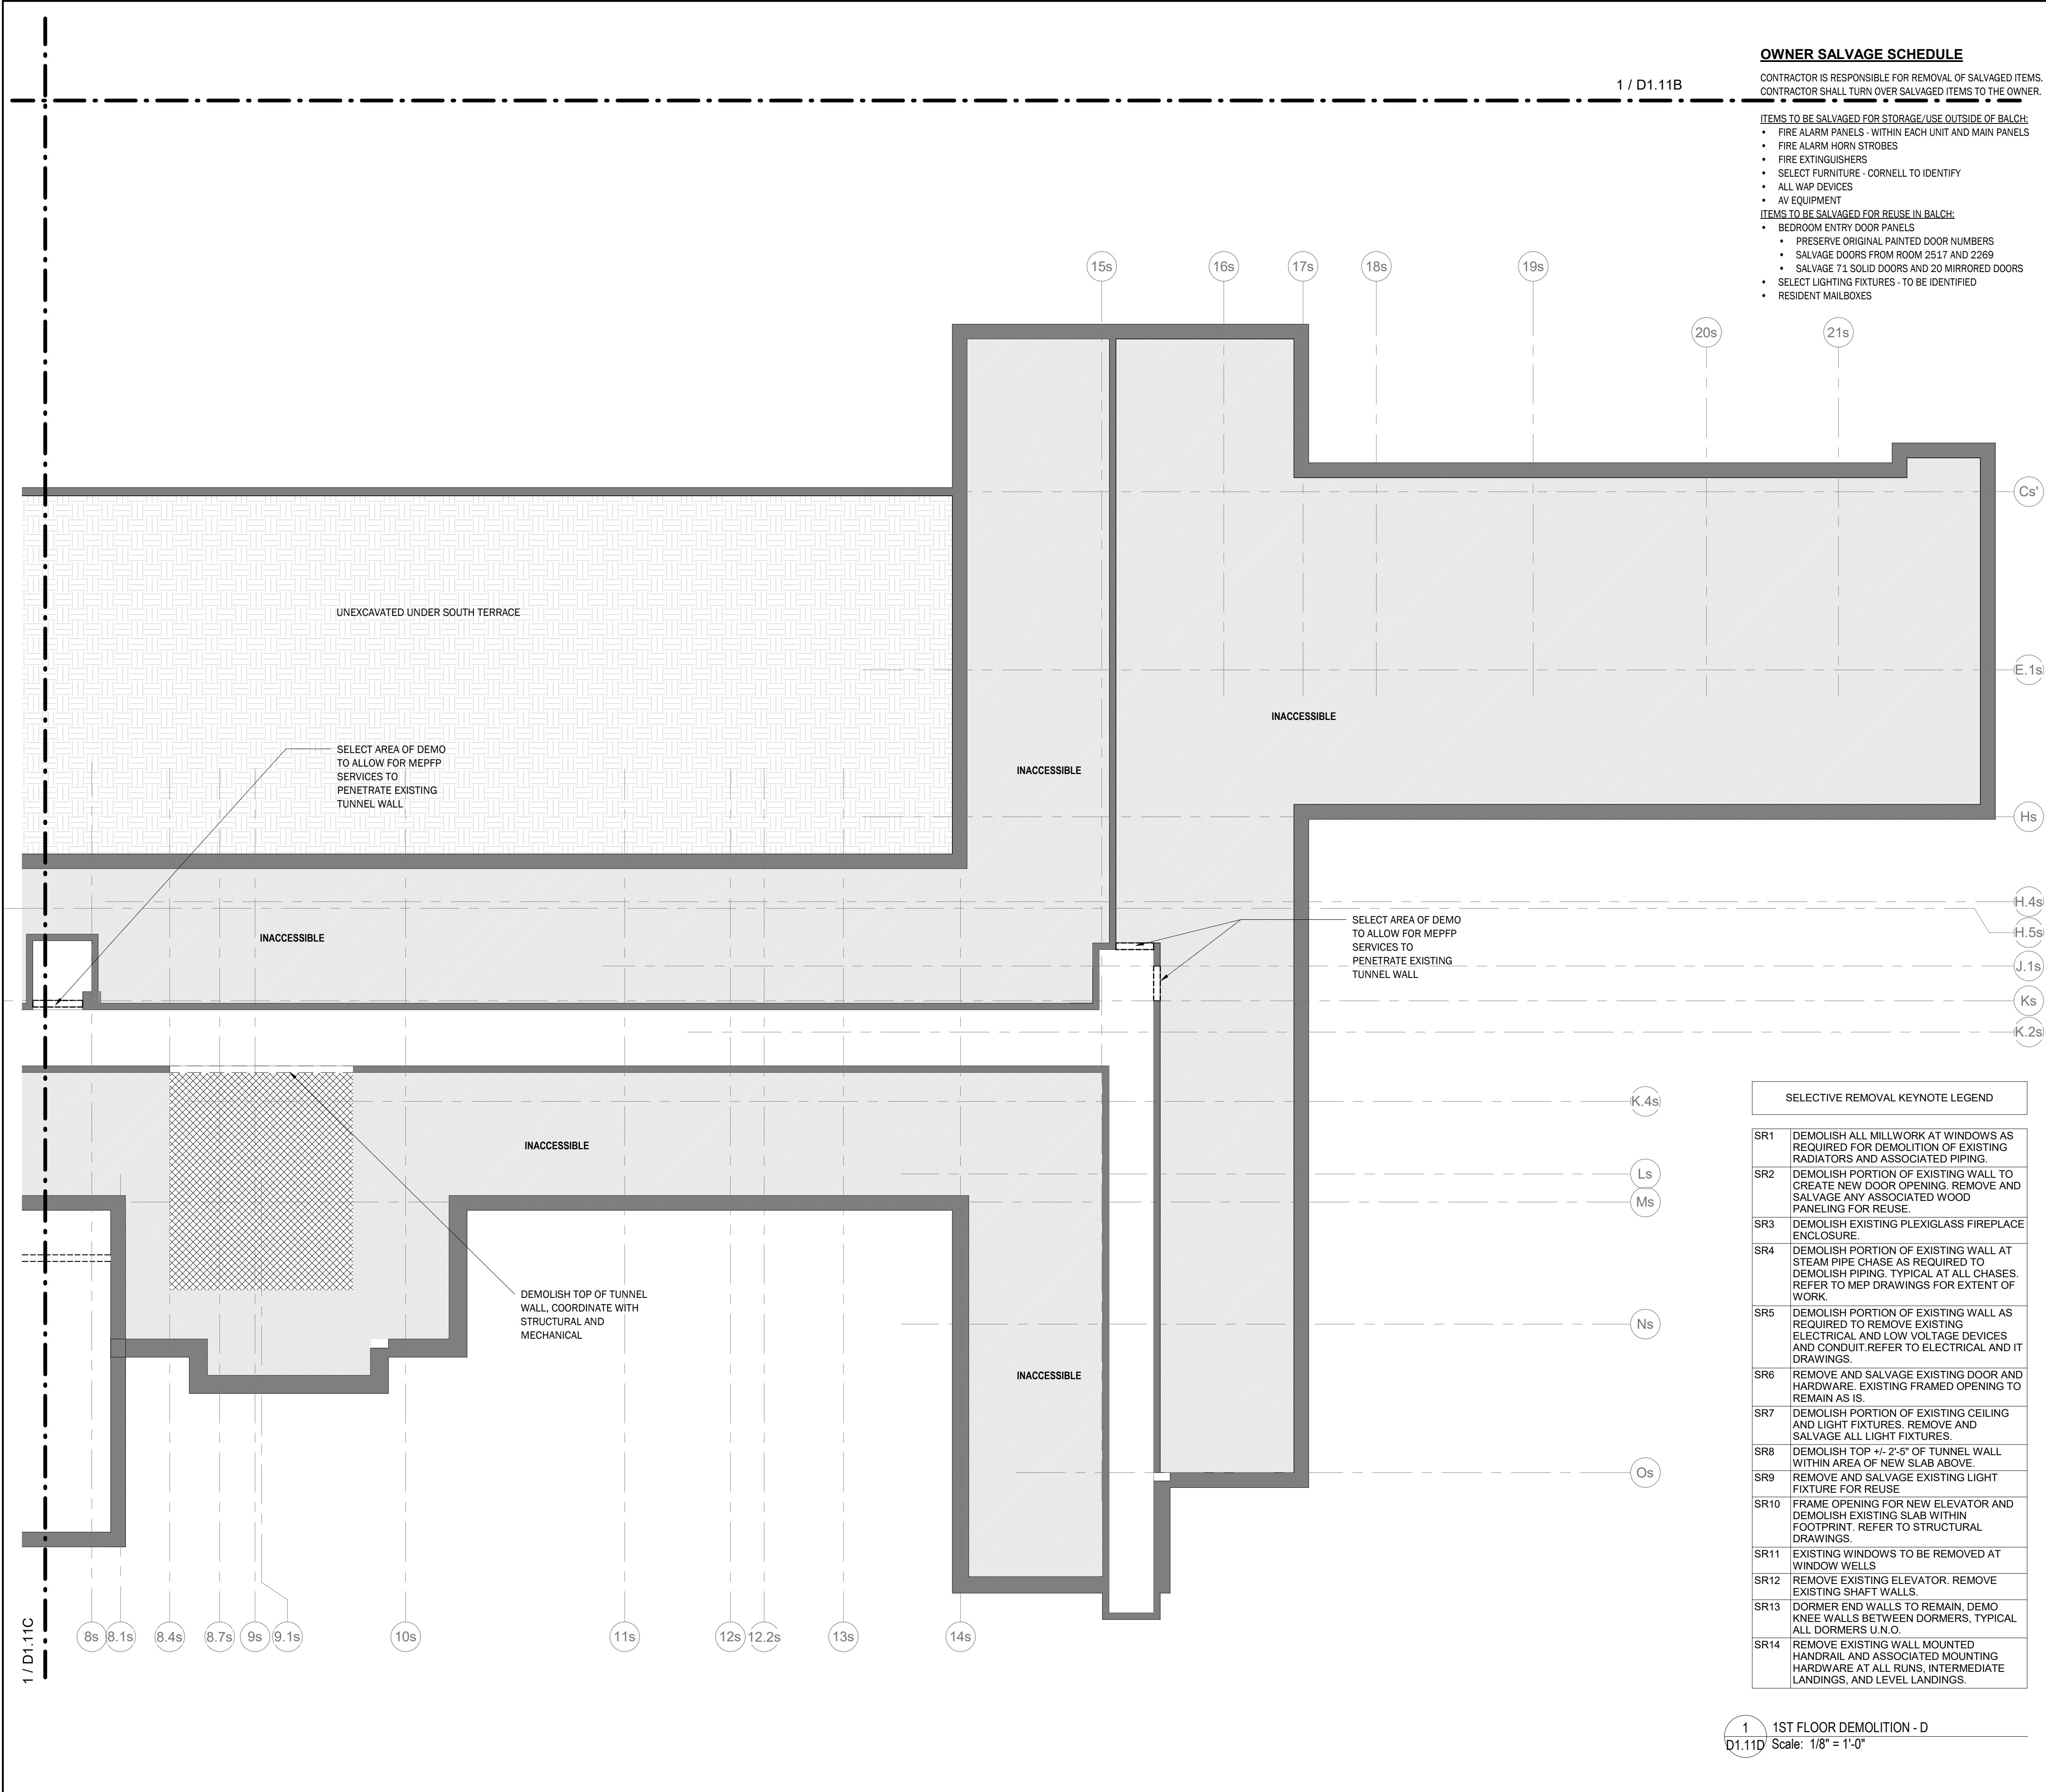 OWNER SALVAGE SCHEDULE
CONTRACTOR IS RESPONSIBLE FOR REMOVAL OF SALVAGED ITEMS.
CONTRACTOR SHALL TURN OVER SALVAGED ITEMS TO THE OWNER.
1 / D1.11B
ITEMS TO BE SALVAGED FOR STORAGE/USE OUTSIDE OF BALCH:
• FIRE ALARM PANELS - WITHIN EACH UNIT AND MAIN PANELS
• FIRE ALARM HORN STROBES
• FIRE EXTINGUISHERS
• SELECT FURNITURE - CORNELL TO IDENTIFY
• ALL WAP DEVICES
• AV EQUIPMENT
ITEMS TO BE SALVAGED FOR REUSE IN BALCH:
• BEDROOM ENTRY DOOR PANELS
• PRESERVE ORIGINAL PAINTED DOOR NUMBERS
• SALVAGE DOORS FROM ROOM 2517 AND 2269
• SALVAGE 71 SOLID DOORS AND 20 MIRRORED DOORS
• SELECT LIGHTING FIXTURES - TO BE IDENTIFIED
• RESIDENT MAILBOXES
15s
16s
17s
18s
19s
20s
21s
Cs'
E.1s
Hs
H.4s
H.5s
J.1s
Ks
K.2s
K.4s
Ls
Ms
Ns
Os
UNEXCAVATED UNDER SOUTH TERRACE
INACCESSIBLE
INACCESSIBLE
SELECT AREA OF DEMO
TO ALLOW FOR MEPFP
SERVICES TO
PENETRATE EXISTING
TUNNEL WALL
INACCESSIBLE
SELECT AREA OF DEMO
TO ALLOW FOR MEPFP
SERVICES TO
PENETRATE EXISTING
TUNNEL WALL
INACCESSIBLE
DEMOLISH TOP OF TUNNEL
WALL, COORDINATE WITH
STRUCTURAL AND
MECHANICAL
INACCESSIBLE
1 / D1.11C
8s
8.1s
8.4s
8.7s
9s
9.1s
10s
11s
12s
12.2s
13s
14s
SELECTIVE REMOVAL KEYNOTE LEGEND
SR1 DEMOLISH ALL MILLWORK AT WINDOWS AS
REQUIRED FOR DEMOLITION OF EXISTING
RADIATORS AND ASSOCIATED PIPING.
SR2 DEMOLISH PORTION OF EXISTING WALL TO
CREATE NEW DOOR OPENING. REMOVE AND
SALVAGE ANY ASSOCIATED WOOD
PANELING FOR REUSE.
SR3 DEMOLISH EXISTING PLEXIGLASS FIREPLACE
ENCLOSURE.
SR4 DEMOLISH PORTION OF EXISTING WALL AT
STEAM PIPE CHASE AS REQUIRED TO
DEMOLISH PIPING. TYPICAL AT ALL CHASES.
REFER TO MEP DRAWINGS FOR EXTENT OF
WORK.
SR5 DEMOLISH PORTION OF EXISTING WALL AS
REQUIRED TO REMOVE EXISTING
ELECTRICAL AND LOW VOLTAGE DEVICES
AND CONDUIT.REFER TO ELECTRICAL AND IT
DRAWINGS.
SR6 REMOVE AND SALVAGE EXISTING DOOR AND
HARDWARE. EXISTING FRAMED OPENING TO
REMAIN AS IS.
SR7 DEMOLISH PORTION OF EXISTING CEILING
AND LIGHT FIXTURES. REMOVE AND
SALVAGE ALL LIGHT FIXTURES.
SR8 DEMOLISH TOP +/- 2'-5" OF TUNNEL WALL
WITHIN AREA OF NEW SLAB ABOVE.
SR9 REMOVE AND SALVAGE EXISTING LIGHT
FIXTURE FOR REUSE
SR10 FRAME OPENING FOR NEW ELEVATOR AND
DEMOLISH EXISTING SLAB WITHIN
FOOTPRINT. REFER TO STRUCTURAL
DRAWINGS.
SR11 EXISTING WINDOWS TO BE REMOVED AT
WINDOW WELLS
SR12 REMOVE EXISTING ELEVATOR. REMOVE
EXISTING SHAFT WALLS.
SR13 DORMER END WALLS TO REMAIN, DEMO
KNEE WALLS BETWEEN DORMERS, TYPICAL
ALL DORMERS U.N.O.
SR14 REMOVE EXISTING WALL MOUNTED
HANDRAIL AND ASSOCIATED MOUNTING
HARDWARE AT ALL RUNS, INTERMEDIATE
LANDINGS, AND LEVEL LANDINGS.
1 1ST FLOOR DEMOLITION - D
D1.11D Scale: 1/8" = 1'-0"